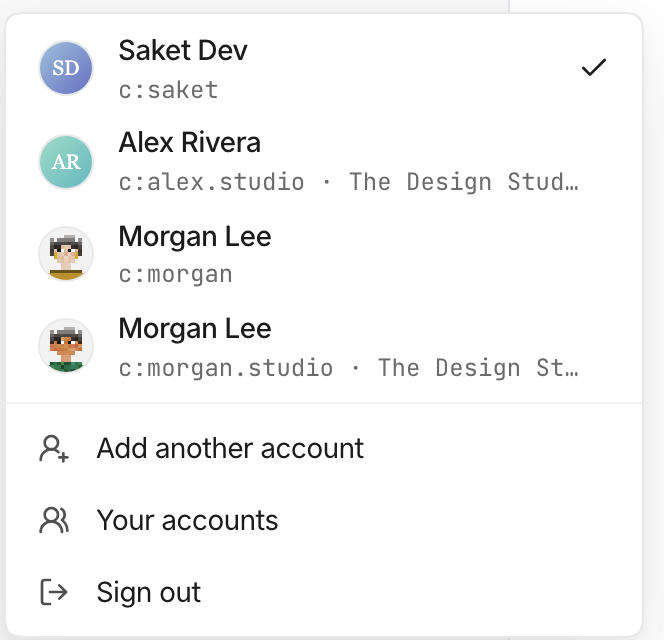 SD
Saket Dev
c:saket
AR
Alex Rivera
c:alex.studio · The Design Stud…
Morgan Lee
c:morgan
Morgan Lee
c:morgan.studio · The Design St…
Add another account
Your accounts
Sign out